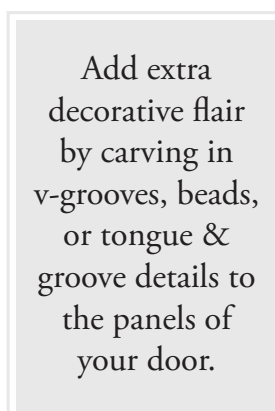 Add extra
decorative flair
by carving in
v-grooves, beads,
or tongue &
groove details to
the panels of
your door.